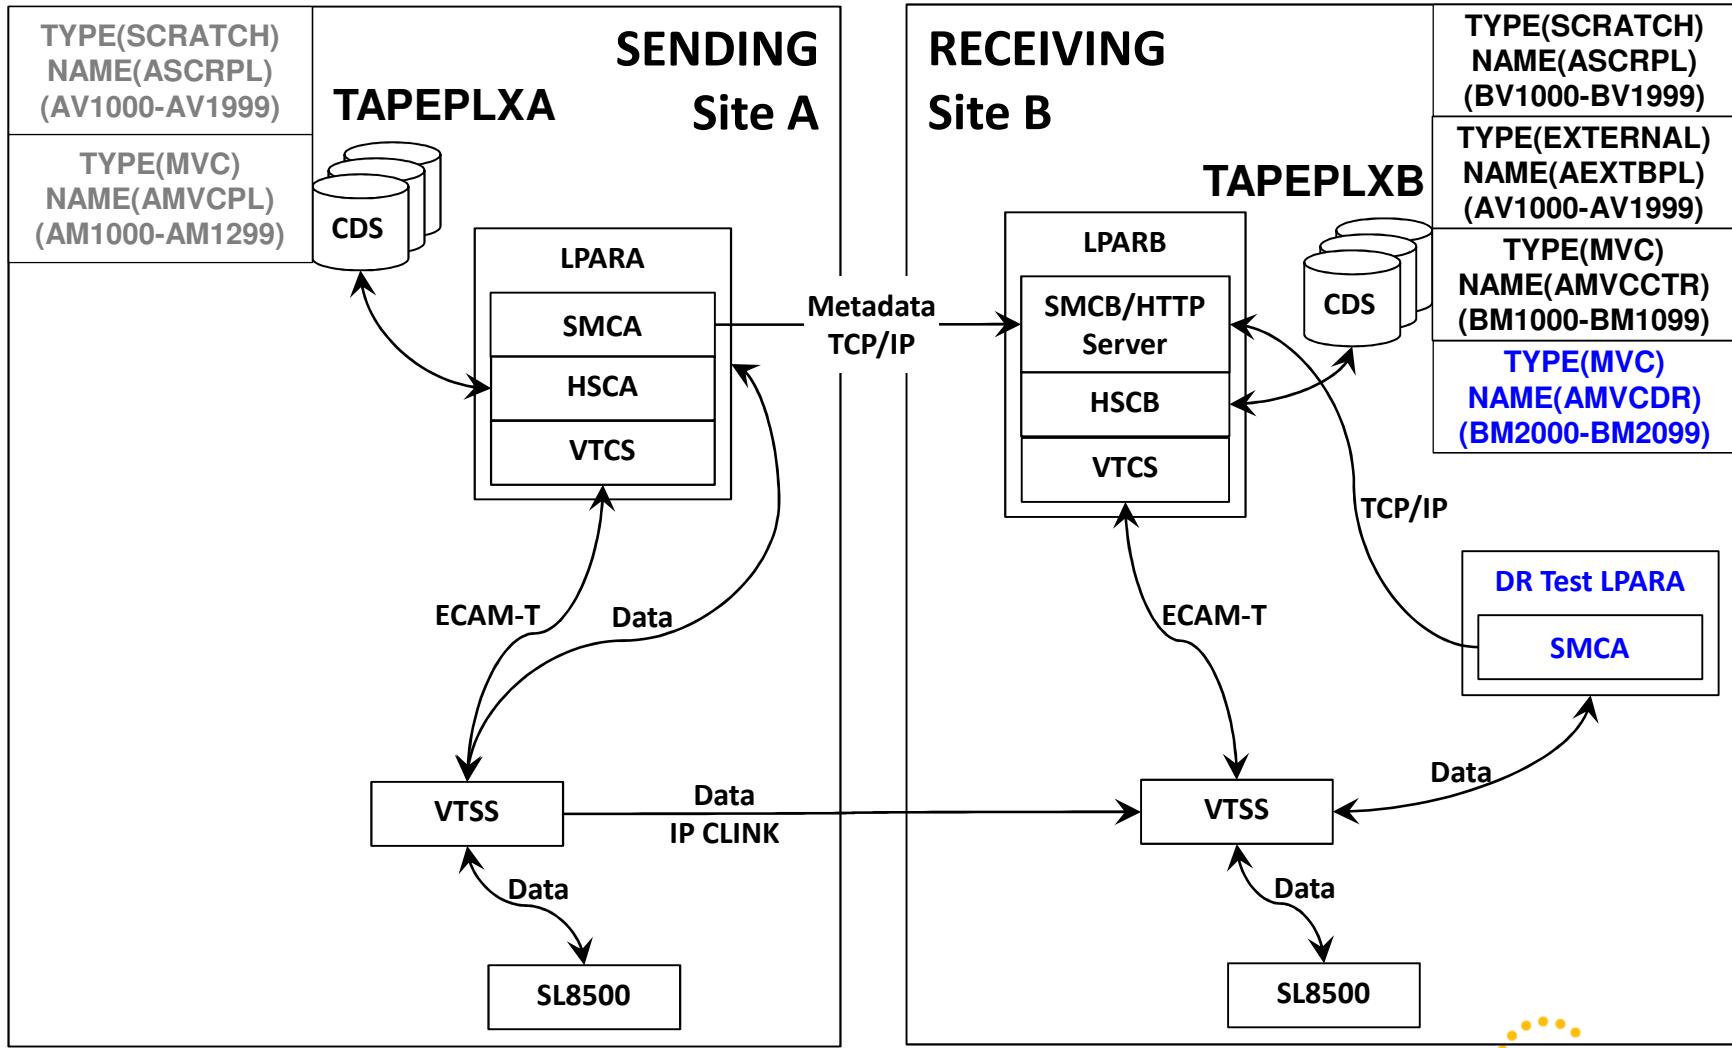 TYPE(SCRATCH)
NAME(ASCRPL)
(AV1000-AV1999)
TYPE(MVC)
NAME(AMVCPL)
(AM1000-AM1299)
SENDING
Site A
TAPEPLXA
CDS
LPARA
SMCA
HSCA
VTCS
ECAM-T
Data
VTSS
Data
SL8500
Metadata
TCP/IP
Data
IP CLINK
RECEIVING
Site B
TAPEPLXB
TYPE(SCRATCH)
NAME(ASCRPL)
(BV1000-BV1999)
TYPE(EXTERNAL)
NAME(AEXTBPL)
(AV1000-AV1999)
TYPE(MVC)
NAME(AMVCCTR)
(BM1000-BM1099)
TYPE(MVC)
NAME(AMVCDR)
(BM2000-BM2099)
CDS
LPARB
SMCB/HTTP
Server
HSCB
VTCS
TCP/IP
DR Test LPARA
SMCA
ECAM-T
Data
VTSS
Data
SL8500